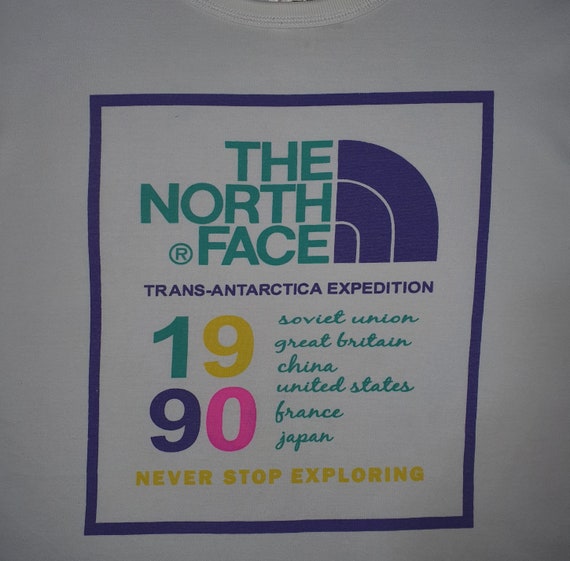 THE
NORTH
® FACE
TRANS-ANTARCTICA EXPEDITION
19
90
soviet union
great britain
china
united states
france
japan
NEVER STOP EXPLORING